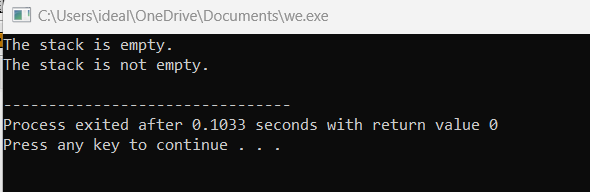 C:\Users\ideal\OneDrive\Documents\we.exe
The stack is empty.
The stack is not empty.
--------------------------------
Process exited after 0.1033 seconds with return value 0
Press any key to continue . . .